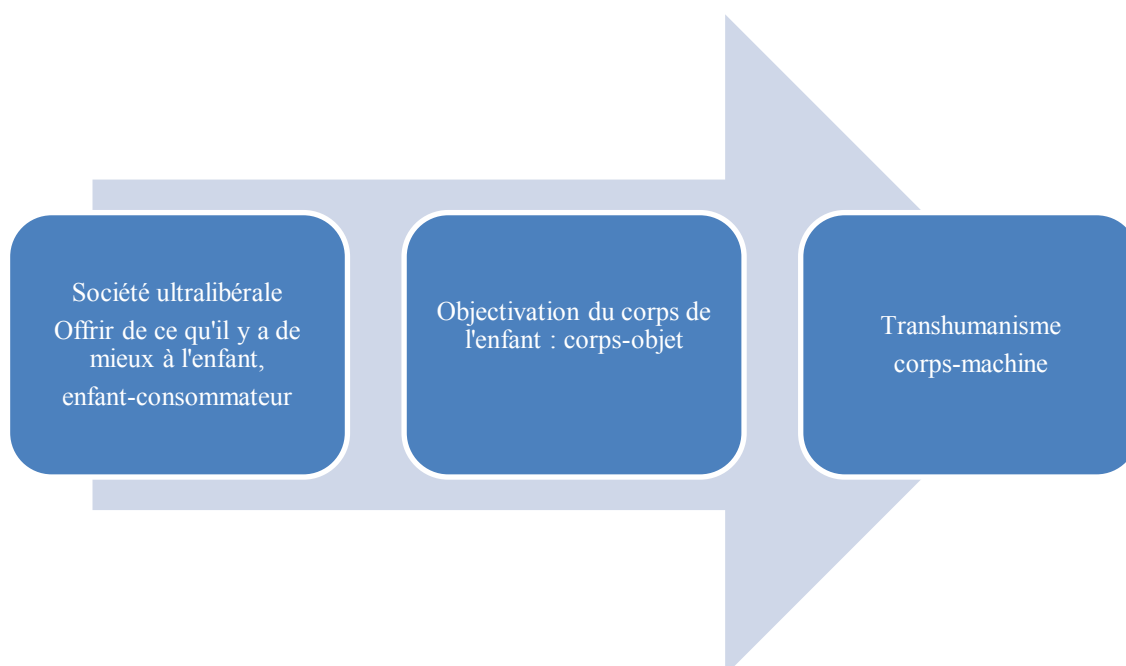 Société ultralibérale
Offrir de ce qu'il y a de
mieux à l'enfant,
enfant-consommateur
Objectivation du corps de
l'enfant : corps-objet
Transhumanisme
corps-machine